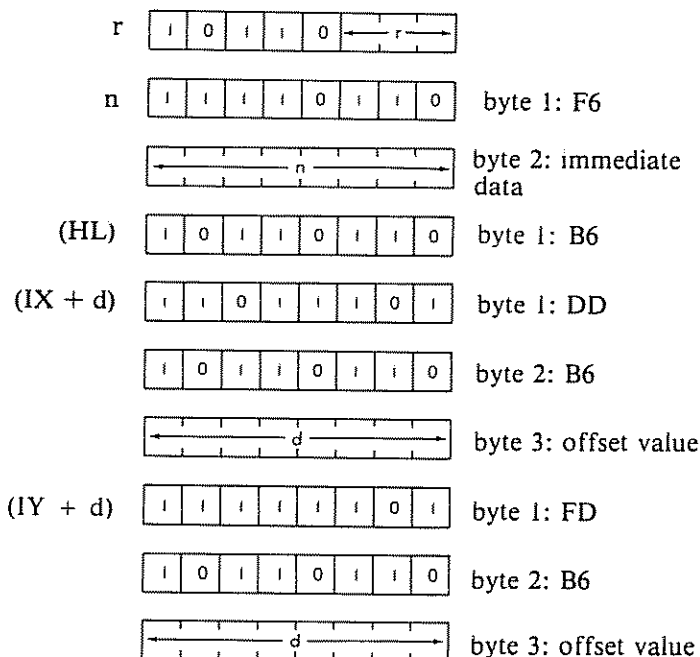 r 1 0 1 1 0 r
n 1 1 1 1 0 1 1 0 byte 1: F6
n byte 2: immediate
data
(HL) 1 0 1 1 0 1 1 0 byte 1: B6
(IX + d) 1 1 0 1 1 1 0 1 byte 1: DD
1 0 1 1 0 1 1 0 byte 2: B6
d byte 3: offset value
(IY + d) 1 1 1 1 1 1 0 1 byte 1: FD
1 0 1 1 0 1 1 0 byte 2: B6
d byte 3: offset value